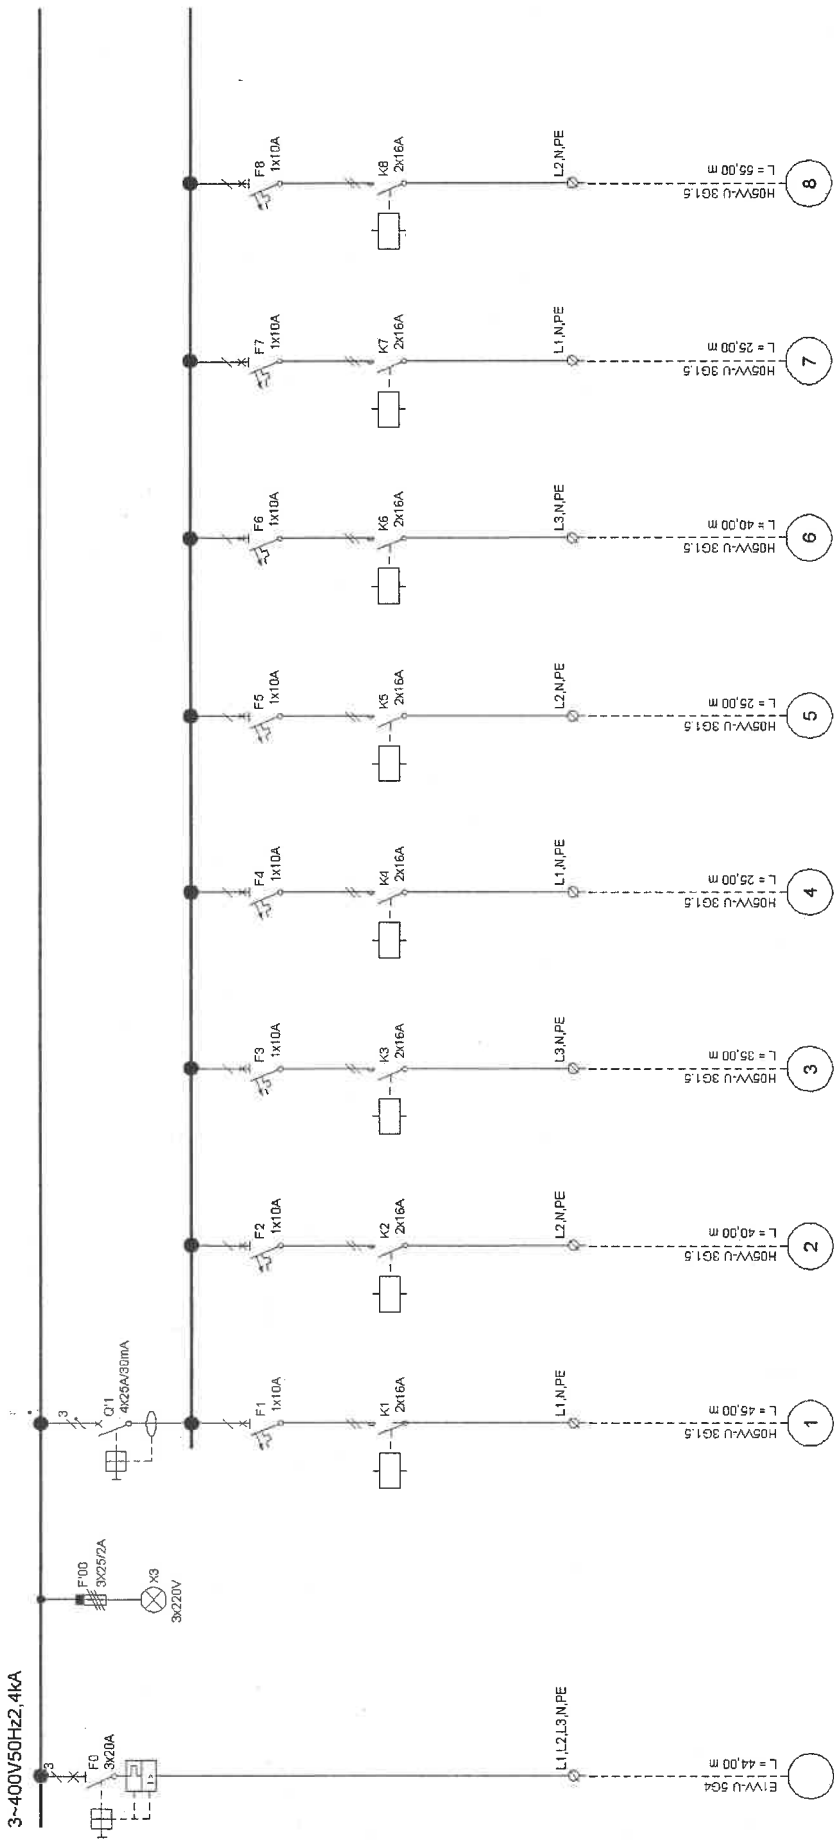 3~400V50Hz2,4kA
3
F0
3x20A
I>
L1,L2,L3,N,PE
E1VV-U 5G4
L = 44,00 m
F'00
3X25/2A
X3
3x220V
3
Q'1
4x25A/30mA
F1
1x10A
K1
2x16A
L1,N,PE
H05VV-U 3G1.5
L = 45,00 m
1
F2
1x10A
K2
2x16A
L2,N,PE
H05VV-U 3G1.5
L = 40,00 m
2
F3
1x10A
K3
2x16A
L3,N,PE
H05VV-U 3G1.5
L = 35,00 m
3
F4
1x10A
K4
2x16A
L1,N,PE
H05VV-U 3G1.5
L = 25,00 m
4
F5
1x10A
K5
2x16A
L2,N,PE
H05VV-U 3G1.5
L = 25,00 m
5
F6
1x10A
K6
2x16A
L3,N,PE
H05VV-U 3G1.5
L = 40,00 m
6
F7
1x10A
K7
2x16A
L1,N,PE
H05VV-U 3G1.5
L = 25,00 m
7
F8
1x10A
K8
2x16A
L2,N,PE
H05VV-U 3G1.5
L = 55,00 m
8